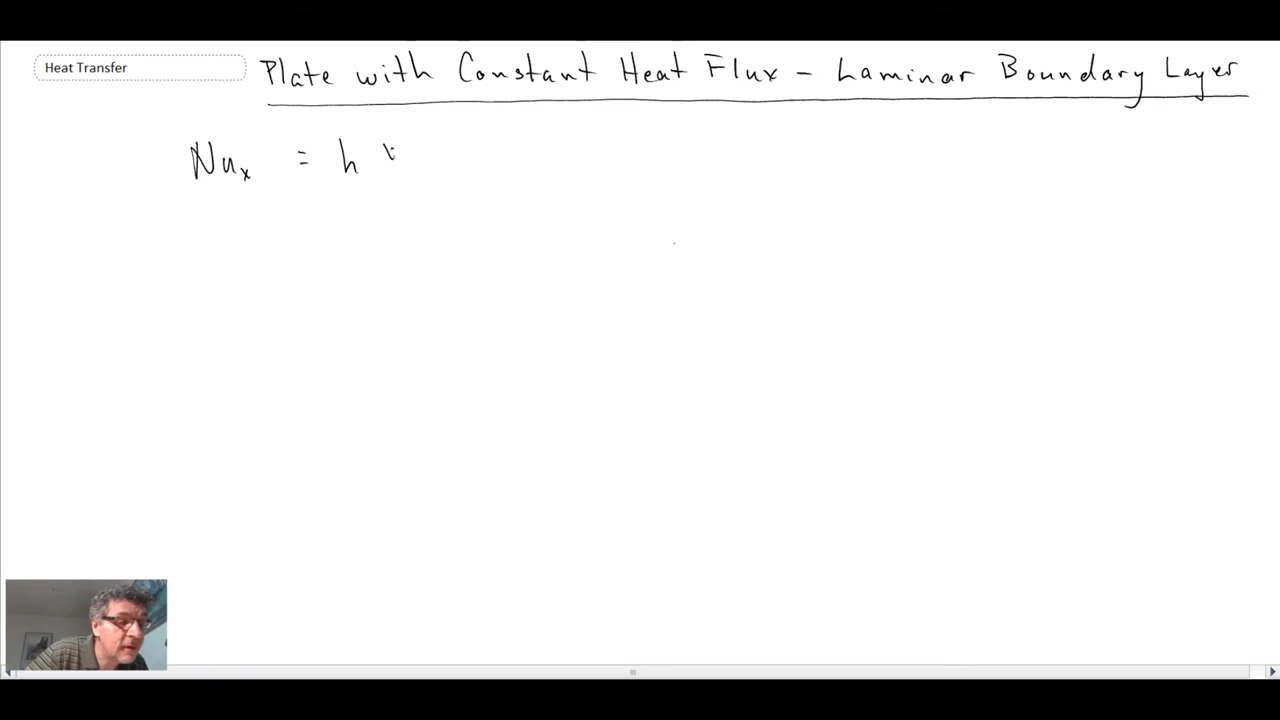 Heat Transfer
Plate with Constant Heat Flux - Laminar Boundary Layer
Nux = h